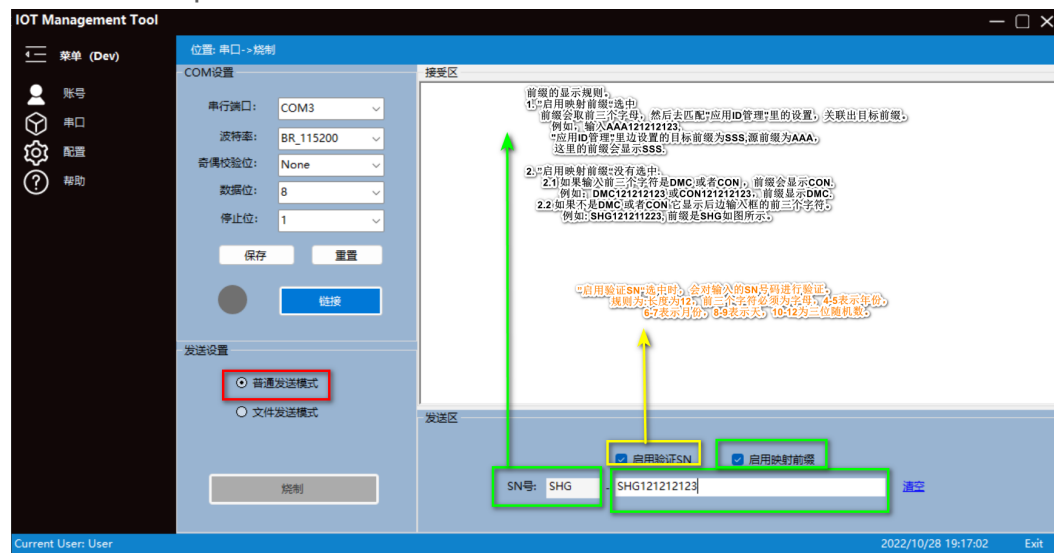 IOT Management Tool
菜单 (Dev)
账号
串口
配置
帮助
位置: 串口->烧制
COM设置
串行端口: COM3
波特率: BR_115200
奇偶校验位: None
数据位: 8
停止位: 1
保存 重置
链接
发送设置
普通发送模式
文件发送模式
烧制
接受区
前缀的显示规则。
1."启用映射前缀"选中
前缀会取前三个字母，然后去匹配"应用ID管理"里的设置，关联出目标前缀。
例如，输入AAA121212123,
"应用ID管理"里边设置的目标前缀为SSS,源前缀为AAA,
这里的前缀会显示SSS.
2."启用映射前缀"没有选中.
2.1 如果输入前三个字符是DMC 或者CON，前缀会显示CON.
例如：DMC121212123 或CON121212123，前缀显示DMC.
2.2 如果不是DMC 或者CON 它显示后边输入框的前三个字符.
例如: SHG121211223, 前缀是SHG如图所示。
"启用验证SN"选中时，会对输入的SN号码进行验证.
规则为:长度为12，前三个字符必须为字母，4-5表示年份，
6-7表示月份，8-9表示天，10-12为三位随机数。
发送区
启用验证SN 启用映射前缀
SN号: SHG - SHG121212123 清空
Current User: User 2022/10/28 19:17:02 Exit